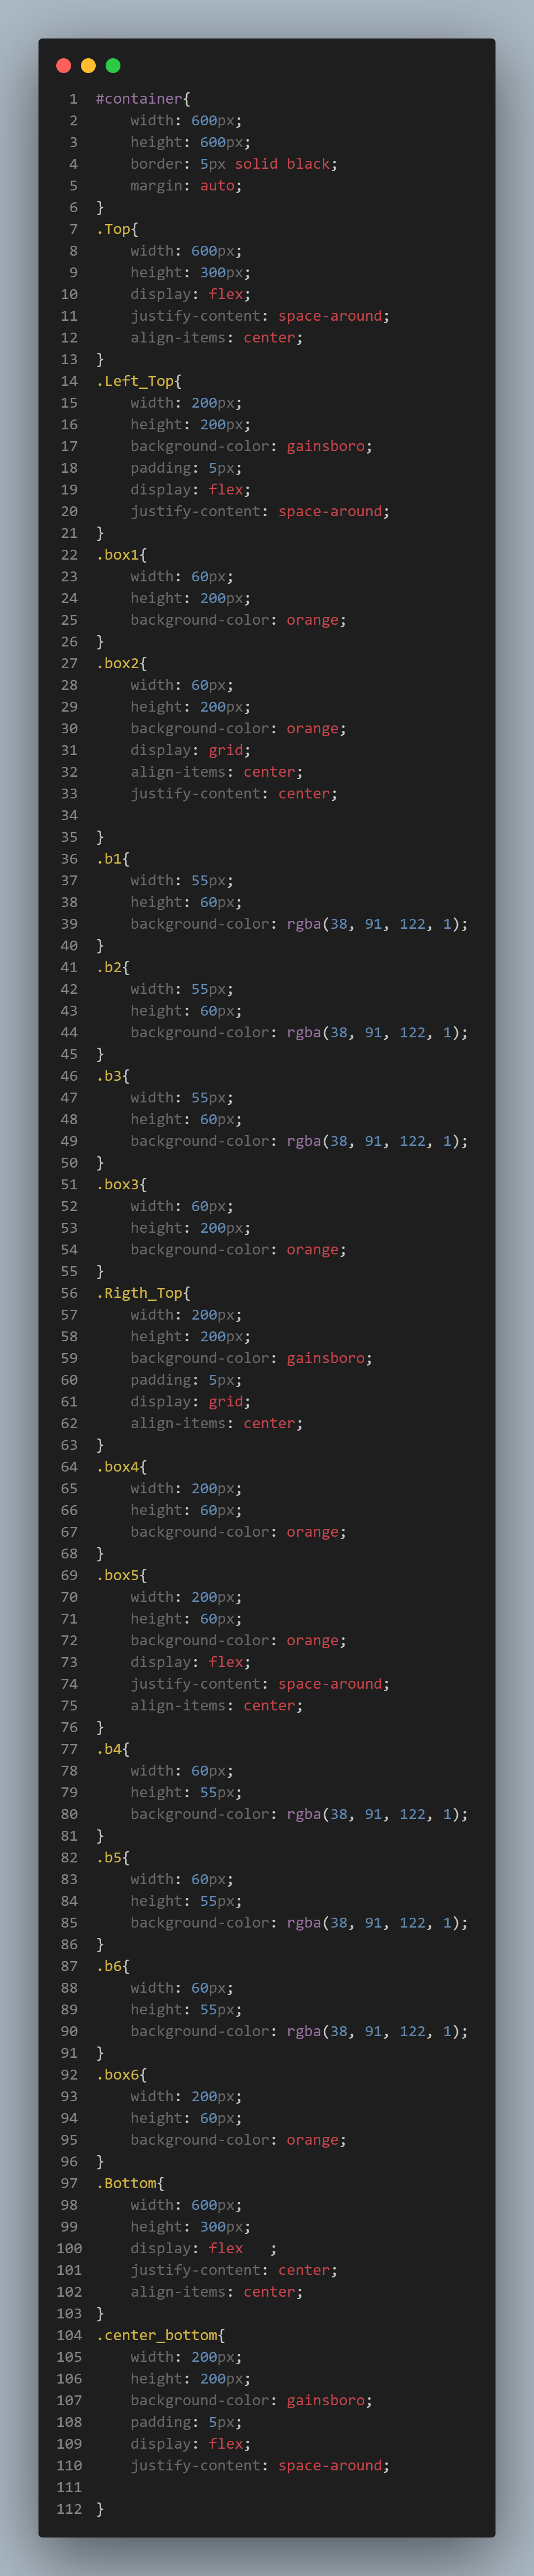 1 #container{
2     width: 600px;
3     height: 600px;
4     border: 5px solid black;
5     margin: auto;
6 }
7 .Top{
8     width: 600px;
9     height: 300px;
10     display: flex;
11     justify-content: space-around;
12     align-items: center;
13 }
14 .Left_Top{
15     width: 200px;
16     height: 200px;
17     background-color: gainsboro;
18     padding: 5px;
19     display: flex;
20     justify-content: space-around;
21 }
22 .box1{
23     width: 60px;
24     height: 200px;
25     background-color: orange;
26 }
27 .box2{
28     width: 60px;
29     height: 200px;
30     background-color: orange;
31     display: grid;
32     align-items: center;
33     justify-content: center;
34
35 }
36 .b1{
37     width: 55px;
38     height: 60px;
39     background-color: rgba(38, 91, 122, 1);
40 }
41 .b2{
42     width: 55px;
43     height: 60px;
44     background-color: rgba(38, 91, 122, 1);
45 }
46 .b3{
47     width: 55px;
48     height: 60px;
49     background-color: rgba(38, 91, 122, 1);
50 }
51 .box3{
52     width: 60px;
53     height: 200px;
54     background-color: orange;
55 }
56 .Rigth_Top{
57     width: 200px;
58     height: 200px;
59     background-color: gainsboro;
60     padding: 5px;
61     display: grid;
62     align-items: center;
63 }
64 .box4{
65     width: 200px;
66     height: 60px;
67     background-color: orange;
68 }
69 .box5{
70     width: 200px;
71     height: 60px;
72     background-color: orange;
73     display: flex;
74     justify-content: space-around;
75     align-items: center;
76 }
77 .b4{
78     width: 60px;
79     height: 55px;
80     background-color: rgba(38, 91, 122, 1);
81 }
82 .b5{
83     width: 60px;
84     height: 55px;
85     background-color: rgba(38, 91, 122, 1);
86 }
87 .b6{
88     width: 60px;
89     height: 55px;
90     background-color: rgba(38, 91, 122, 1);
91 }
92 .box6{
93     width: 200px;
94     height: 60px;
95     background-color: orange;
96 }
97 .Bottom{
98     width: 600px;
99     height: 300px;
100     display: flex   ;
101     justify-content: center;
102     align-items: center;
103 }
104 .center_bottom{
105     width: 200px;
106     height: 200px;
107     background-color: gainsboro;
108     padding: 5px;
109     display: flex;
110     justify-content: space-around;
111
112 }